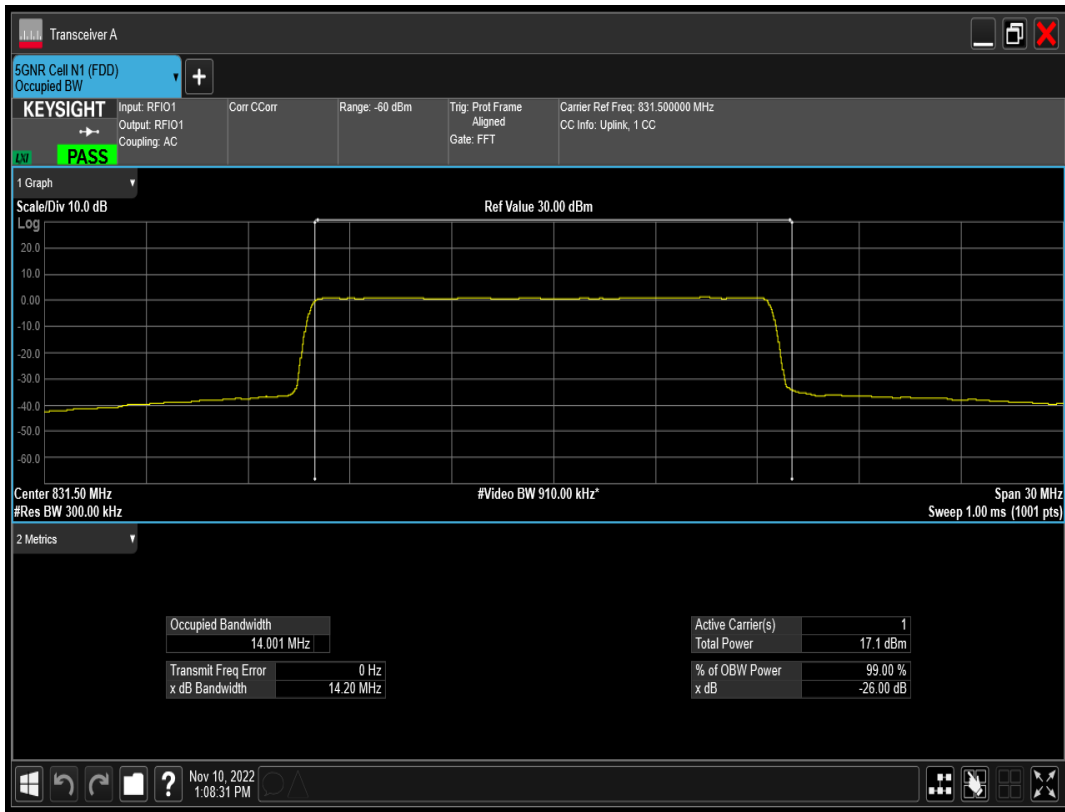 Transceiver A
5GNR Cell N1 (FDD)
Occupied BW
+
KEYSIGHT
LXI
PASS
Input: RFIO1
Output: RFIO1
Coupling: AC
Corr CCorr
Range: -60 dBm
Trig: Prot Frame
Aligned
Gate: FFT
Carrier Ref Freq: 831.500000 MHz
CC Info: Uplink, 1 CC
1 Graph
Scale/Div 10.0 dB
Ref Value 30.00 dBm
Log
20.0
10.0
0.00
-10.0
-20.0
-30.0
-40.0
-50.0
-60.0
Center 831.50 MHz
#Video BW 910.00 kHz*
Span 30 MHz
#Res BW 300.00 kHz
Sweep 1.00 ms (1001 pts)
2 Metrics
Occupied Bandwidth
14.001 MHz
Transmit Freq Error 0 Hz
x dB Bandwidth 14.20 MHz
Active Carrier(s) 1
Total Power 17.1 dBm
% of OBW Power 99.00 %
x dB -26.00 dB
?
Nov 10, 2022
1:08:31 PM